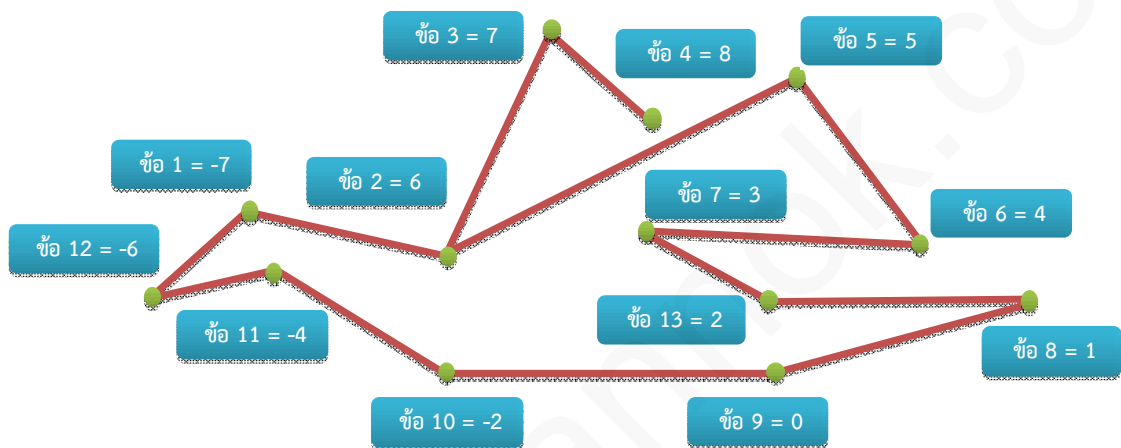 ข้อ 3 = 7
ข้อ 4 = 8
ข้อ 5 = 5
ข้อ 1 = -7
ข้อ 2 = 6
ข้อ 7 = 3
ข้อ 6 = 4
ข้อ 12 = -6
ข้อ 11 = -4
ข้อ 13 = 2
ข้อ 8 = 1
ข้อ 10 = -2
ข้อ 9 = 0